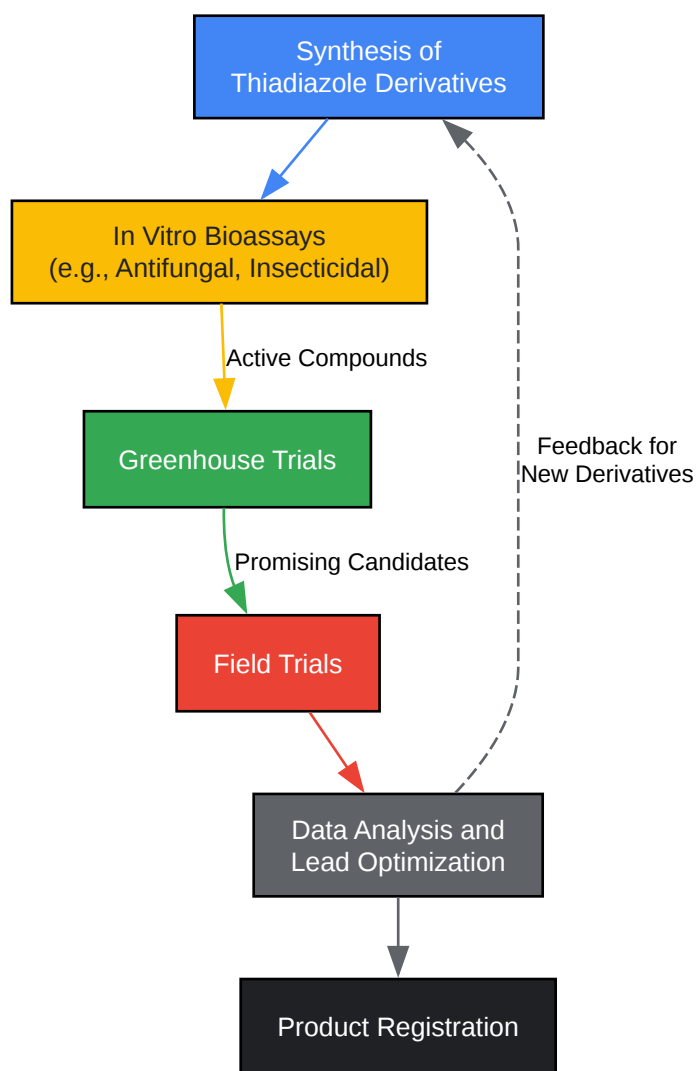 Synthesis of
Thiadiazole Derivatives
In Vitro Bioassays
(e.g., Antifungal, Insecticidal)
Active Compounds
Greenhouse Trials
Feedback for
New Derivatives
Promising Candidates
Field Trials
Data Analysis and
Lead Optimization
Product Registration